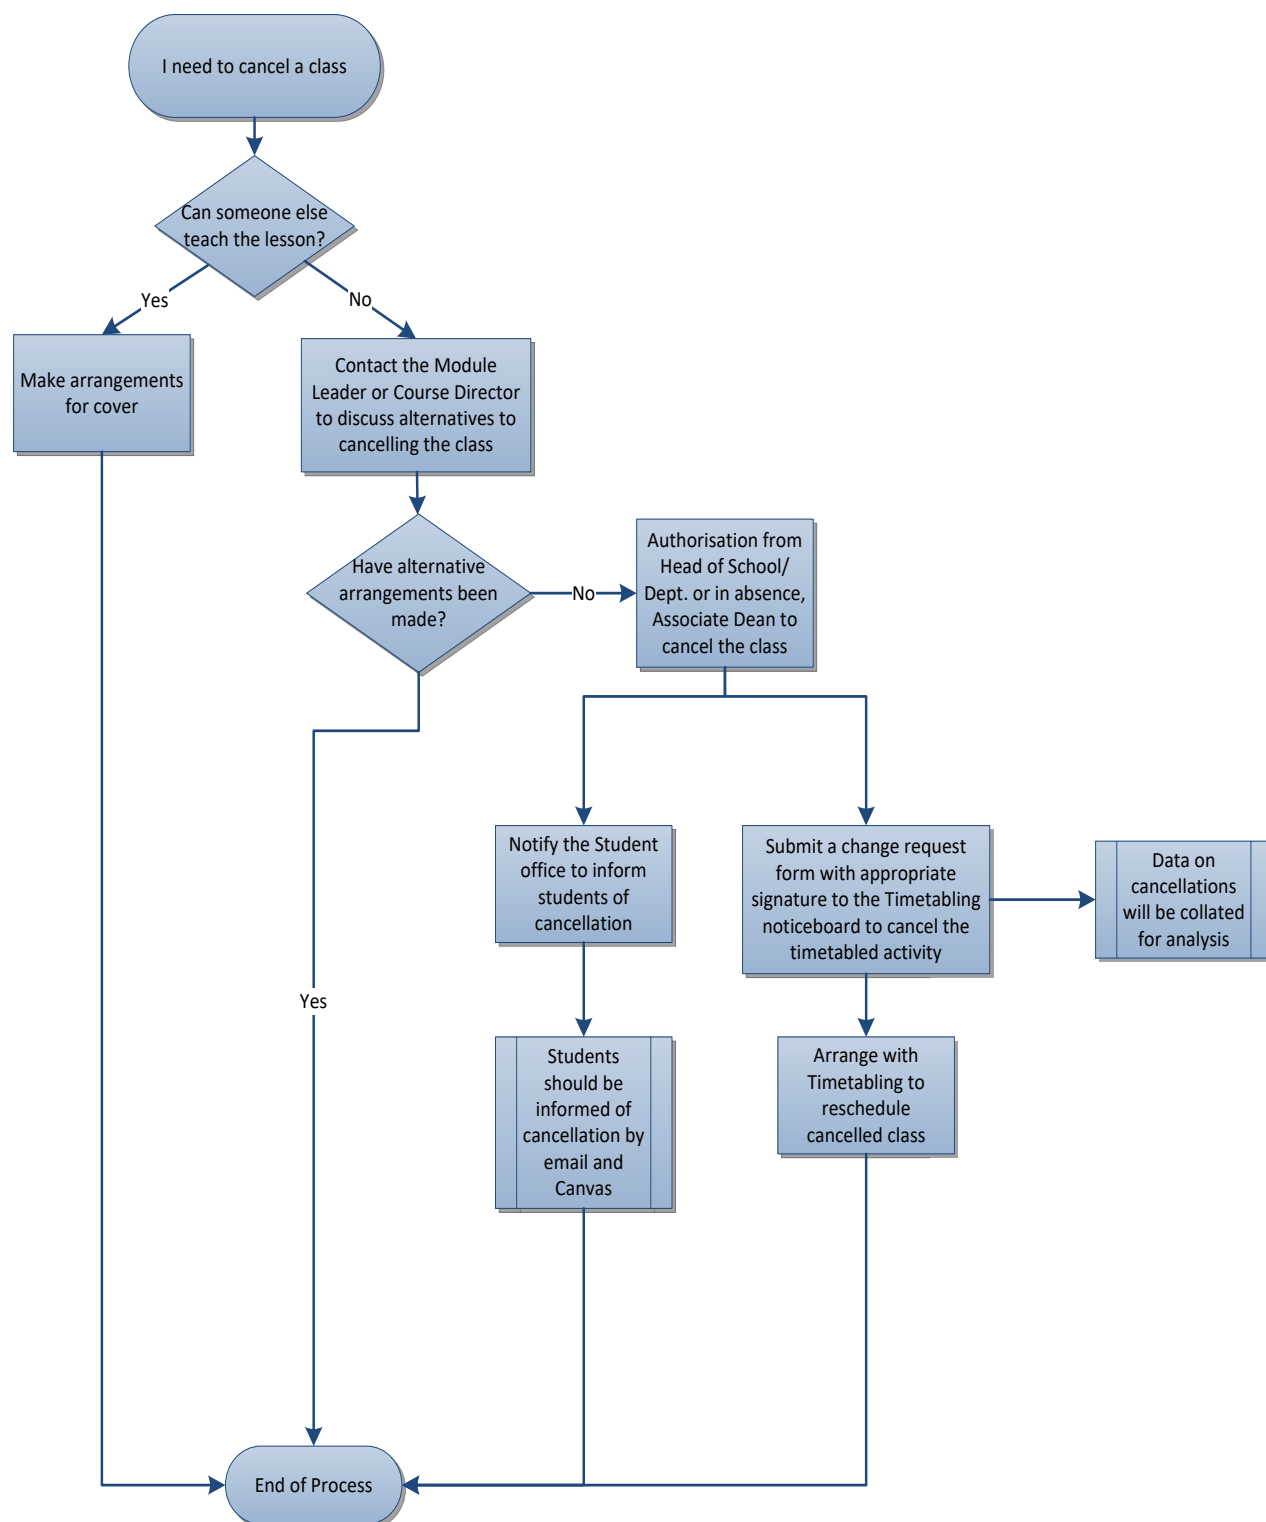 I need to cancel a class
Can someone else
teach the lesson?
Yes
No
Make arrangements
for cover
Contact the Module
Leader or Course Director
to discuss alternatives to
cancelling the class
Have alternative
arrangements been
made?
No
Authorisation from
Head of School/
Dept. or in absence,
Associate Dean to
cancel the class
Notify the Student
office to inform
students of
cancellation
Submit a change request
form with appropriate
signature to the Timetabling
noticeboard to cancel the
timetabled activity
Data on
cancellations
will be collated
for analysis
Yes
Students
should be
informed of
cancellation by
email and
Canvas
Arrange with
Timetabling to
reschedule
cancelled class
End of Process